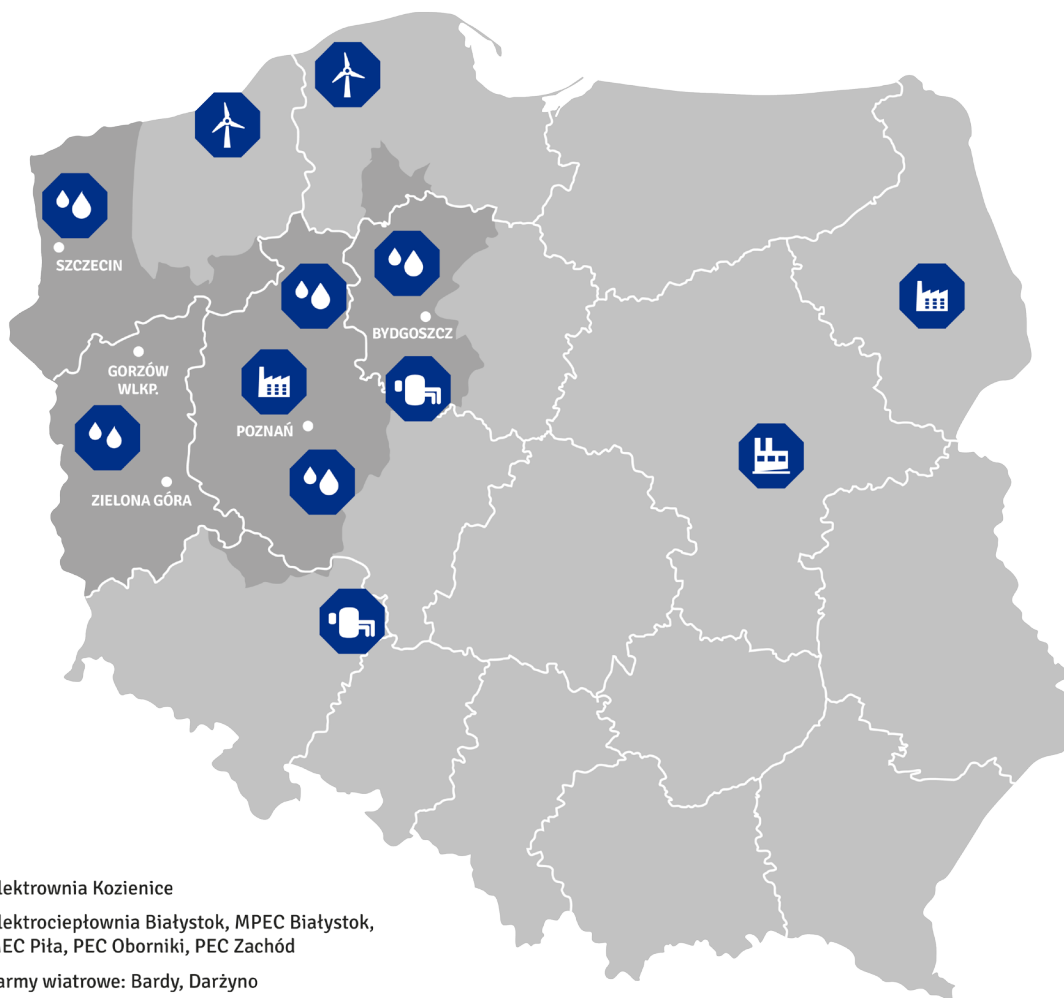 SZCZECIN
BYDGOSZCZ
GORZÓW
WLKP.
POZNAŃ
ZIELONA GÓRA
lektrownia Kozienice
lektrociepłownia Białystok, MPEC Białystok,
EC Piła, PEC Oborniki, PEC Zachód
army wiatrowe: Bardy, Darżyno